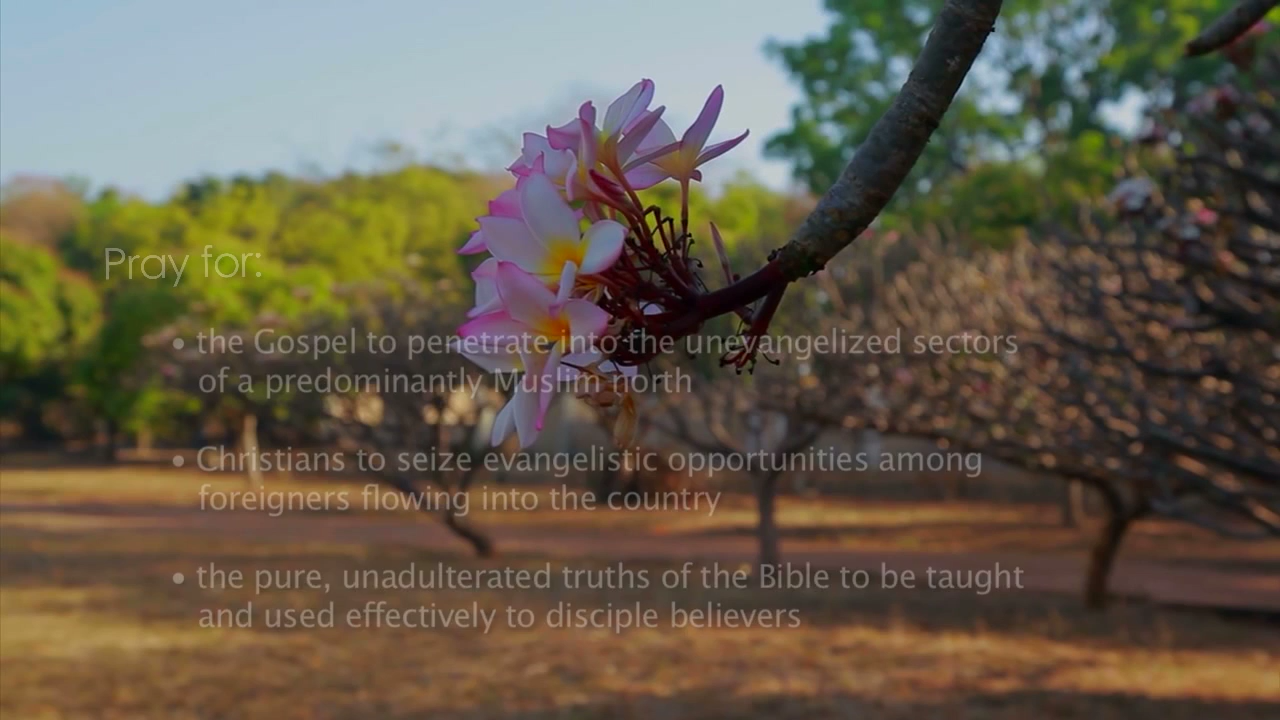 Pray for:
• the Gospel to penetrate into the unevangelized sectors
of a predominantly Muslim north
• Christians to seize evangelistic opportunities among
foreigners flowing into the country
• the pure, unadulterated truths of the Bible to be taught
and used effectively to disciple believers